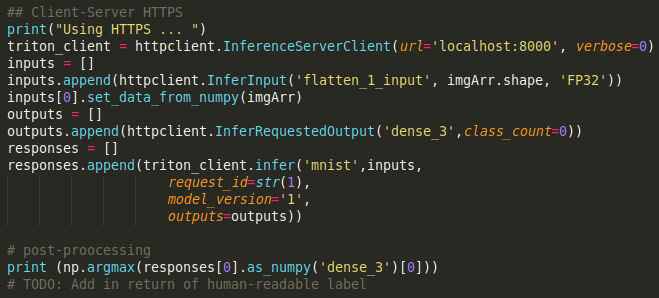 ## Client-Server HTTPS
print("Using HTTPS ... ")
triton_client = httpclient.InferenceServerClient(url='localhost:8000', verbose=0)
inputs = []
inputs.append(httpclient.InferInput('flatten_1_input', imgArr.shape, 'FP32'))
inputs[0].set_data_from_numpy(imgArr)
outputs = []
outputs.append(httpclient.InferRequestedOutput('dense_3',class_count=0))
responses = []
responses.append(triton_client.infer('mnist',inputs,
request_id=str(1),
model_version='1',
outputs=outputs))
# post-proocessing
print (np.argmax(responses[0].as_numpy('dense_3')[0]))
# TODO: Add in return of human-readable label